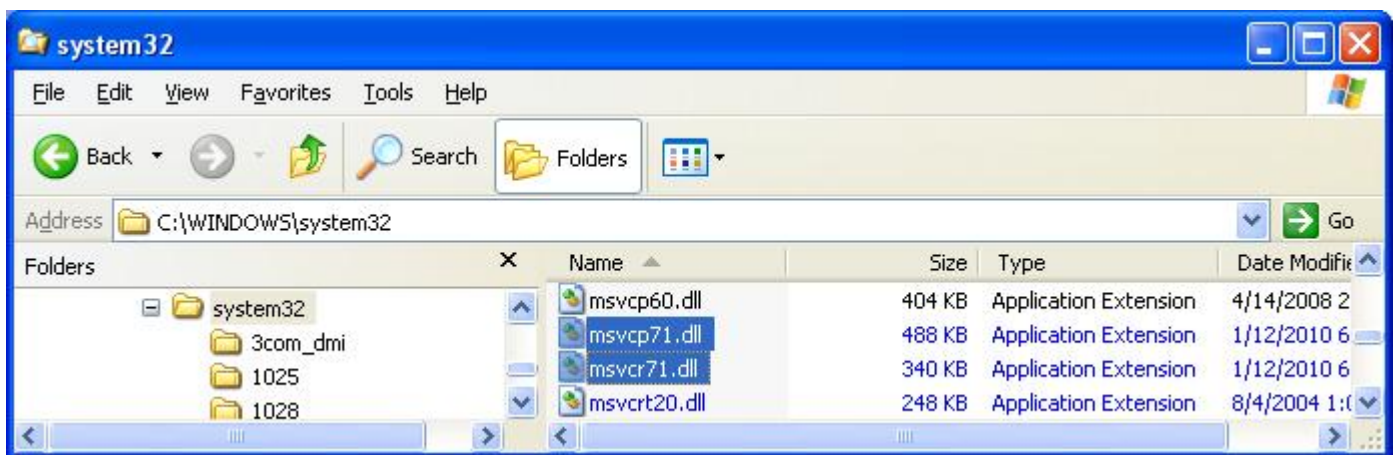 system32
File Edit View Favorites Tools Help
Back Search Folders
Address C:\WINDOWS\system32 Go
Folders Name Size Type Date Modifie
system32 msvcp60.dll 404 KB Application Extension 4/14/2008 2
3com_dmi msvcp71.dll 488 KB Application Extension 1/12/2010 6
1025 msvcr71.dll 340 KB Application Extension 1/12/2010 6
1028 msvcrt20.dll 248 KB Application Extension 8/4/2004 1:0